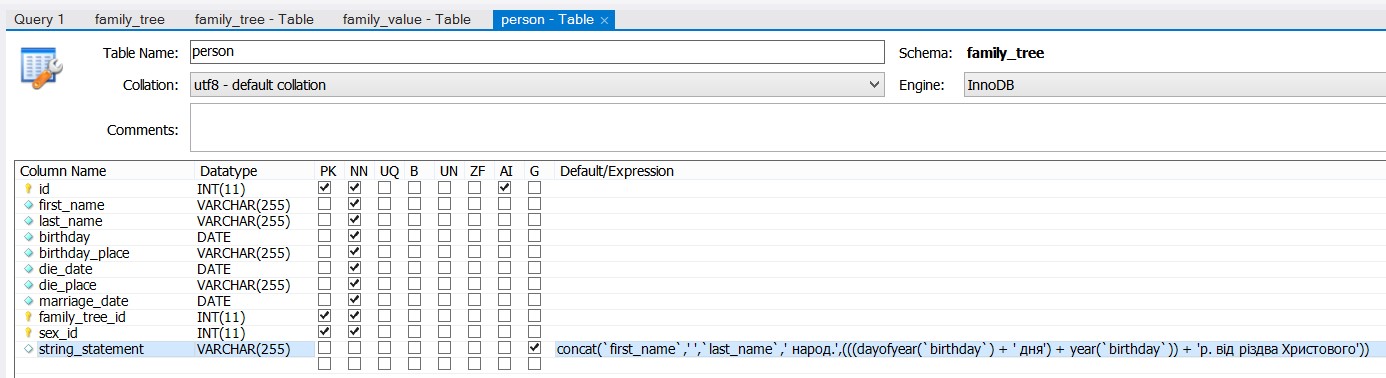 Query 1 family_tree family_tree - Table family_value - Table person - Table ×
Table Name: person Schema: family_tree
Collation: utf8 - default collation Engine: InnoDB
Comments:
Column Name Datatype PK NN UQ B UN ZF AI G Default/Expression
id INT(11)
first_name VARCHAR(255)
last_name VARCHAR(255)
birthday DATE
birthday_place VARCHAR(255)
die_date DATE
die_place VARCHAR(255)
marriage_date DATE
family_tree_id INT(11)
sex_id INT(11)
string_statement VARCHAR(255) concat(`first_name`,' ',`last_name`,' народ.',(((dayofyear(`birthday`) + ' дня') + year(`birthday`)) + 'р. від різдва Христового'))